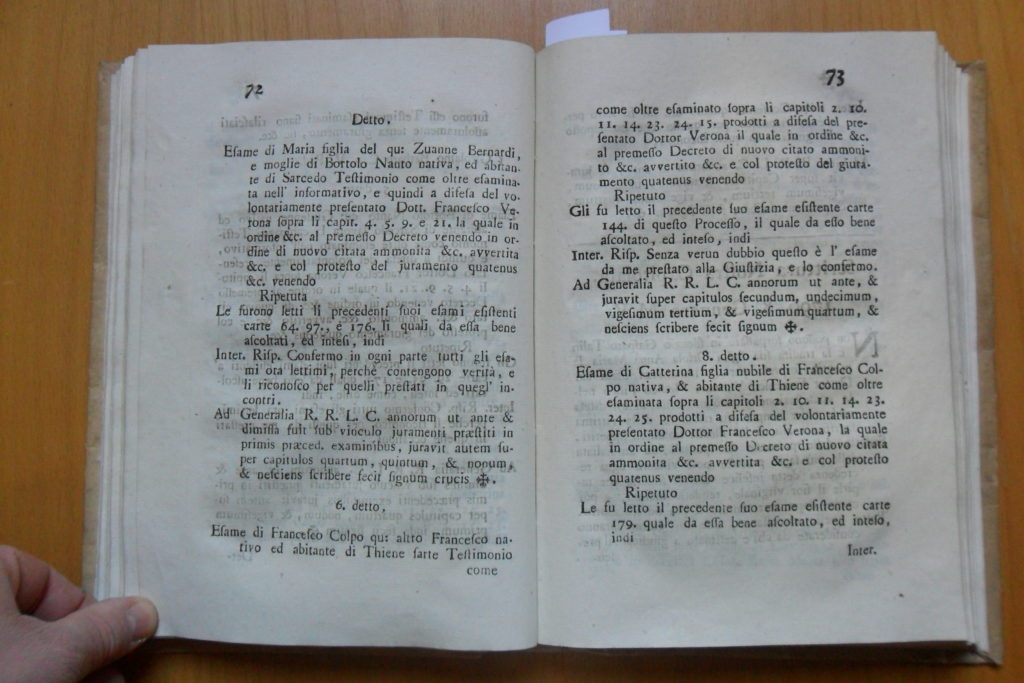 72
Detto.
Eſame di Maria figlia del qu: Zuanne Bernardi,
e moglie di Bortolo Nauto nativa, ed abitan-
te di Sarcedo Teſtimonio come oltre eſamina-
ta nell' informativo, e quindi a difeſa del vo-
lontariamente preſentato Dott. Franceſco Ve-
rona ſopra li capit. 4. 5. 9. e 21. la quale in
ordine &c. al premeſſo Decreto venendo in or-
dine di nuovo citata ammonita &c. avvertita
&c. e col proteſto del juramento quatenus
&c. venendo
Ripetuta
Le furono letti li precedenti ſuoi eſami eſiſtenti
carte 64. 97., e 176. li quali da eſſa bene
aſcoltati, ed inteſi, indi
Inter. Riſp. Confermo in ogni parte tutti gli eſa-
mi ora lettimi, perchè contengono verità, e
li riconoſco per quelli preſtati in quegl' in-
contri.
Ad Generalia R. R. L. C. annorum ut ante &
dimiſſa fuit ſub vinculo juramenti præſtiti in
primis præced. examinibus, juravit autem ſu-
per capitulos quartum, quintum, & nonum,
& neſciens ſcribere fecit ſignum crucis ✠.
6. detto,
Eſame di Franceſco Colpo qu: altro Franceſco na-
tivo ed abitante di Thiene ſarte Teſtimonio
come
73
come oltre eſaminato ſopra li capitoli 2. 10.
11. 14. 23. 24. 15. prodotti a difeſa del pre-
ſentato Dottor Verona il quale in ordine &c.
al premeſſo Decreto di nuovo citato ammoni-
to &c. avvertito &c. e col proteſto del giura-
mento quatenus venendo
Ripetuto
Gli fu letto il precedente ſuo eſame eſiſtente carte
144. di queſto Proceſſo, il quale da eſſo bene
aſcoltato, ed inteſo, indi
Inter. Riſp. Senza verun dubbio queſto è l' eſame
da me preſtato alla Giuſtizia, e lo confermo.
Ad Generalia R. R. L. C. annorum ut ante, &
juravit ſuper capitulos ſecundum, undecimum,
vigeſimum tertium, & vigeſimum quartum, &
neſciens ſcribere fecit ſignum ✠.
8. detto.
Eſame di Catterina figlia nubile di Franceſco Col-
po nativa, & abitante di Thiene come oltre
eſaminata ſopra li capitoli 2. 10. 11. 14. 23.
24. 25. prodotti a difeſa del volontariamente
preſentato Dottor Franceſco Verona, la quale
in ordine al premeſſo Decreto di nuovo citata
ammonita &c. avvertita &c. e col proteſto
quatenus venendo
Ripetuto
Le fu letto il precedente ſuo eſame eſiſtente carte
179. quale da eſſa bene aſcoltato, ed inteſo,
indi
Inter.